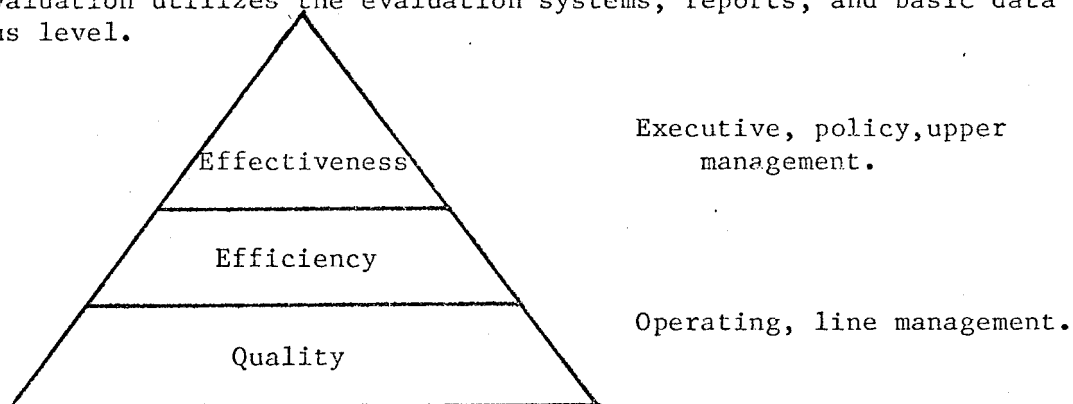 evaluation utilizes the evaluation systems, reports, and basic data
us level.
Executive, policy,upper
management.
Effectiveness
Efficiency
Operating, line management.
Quality